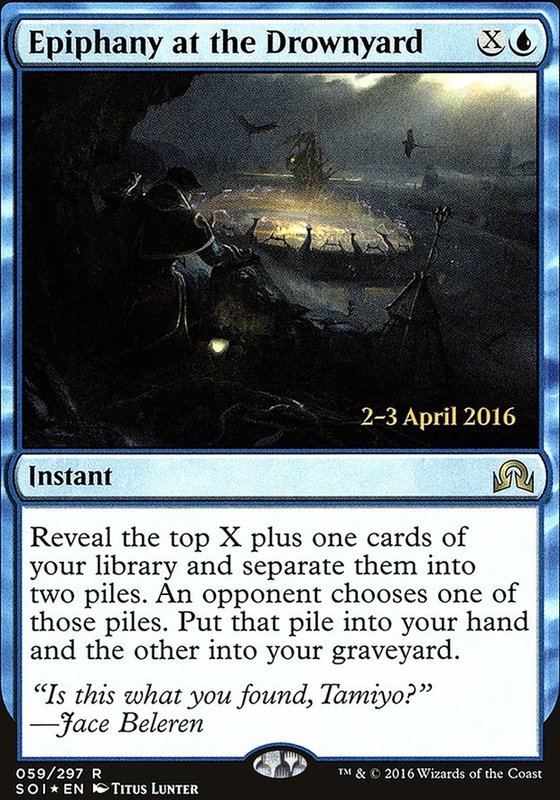 Epiphany at the Drownyard X
2–3 April 2016
Instant
Reveal the top X plus one cards of
your library and separate them into
two piles. An opponent chooses one of
those piles. Put that pile into your hand
and the other into your graveyard.
“Is this what you found, Tamiyo?”
—Jace Beleren
059/297 R
SOI★EN Titus Lunter
™ & © 2016 Wizards of the Coast